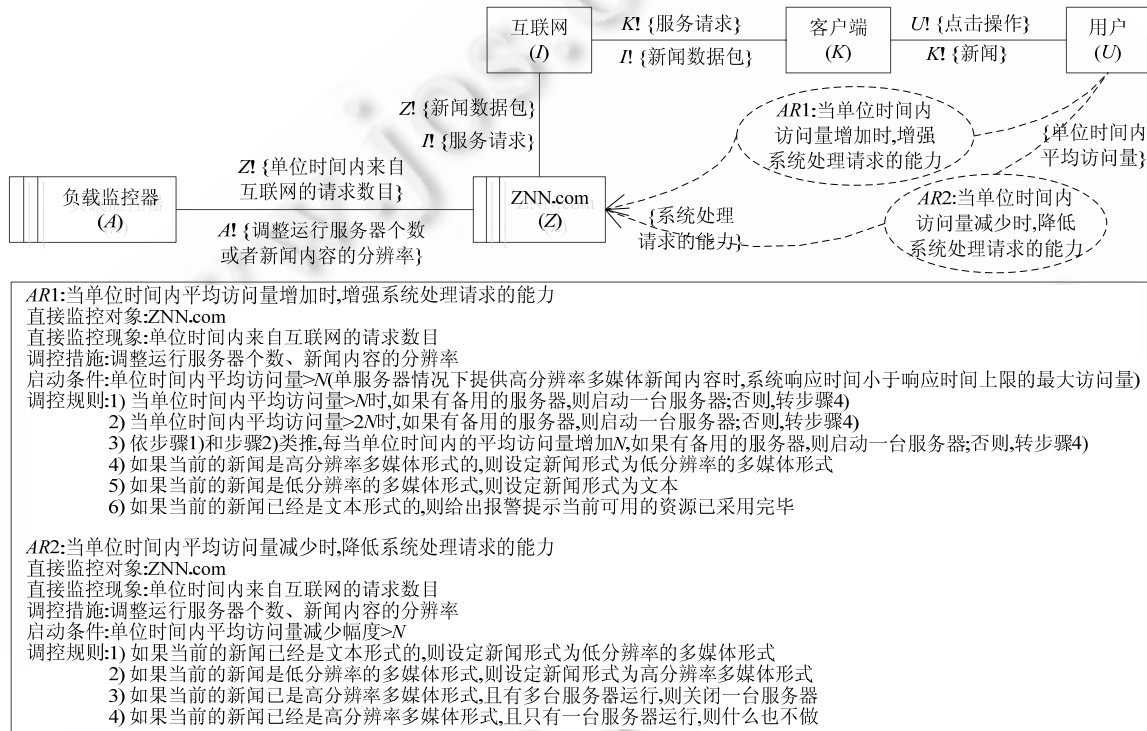 互联网
(I)
K! {服务请求}
I! {新闻数据包}
客户端
(K)
U! {点击操作}
K! {新闻}
用户
(U)
Z! {新闻数据包}
I! {服务请求}
AR1:当单位时间内
访问量增加时,增强
系统处理请求的能力
{单位时间内
平均访问量}
Z! {单位时间内来自
互联网的请求数目}
负载监控器
(A)
A! {调整运行服务器个数
或者新闻内容的分辨率}
ZNN.com
(Z)
{系统处理
请求的能力}
AR2:当单位时间内
访问量减少时,降低
系统处理请求的能力
AR1:当单位时间内平均访问量增加时,增强系统处理请求的能力
直接监控对象:ZNN.com
直接监控现象:单位时间内来自互联网的请求数目
调控措施:调整运行服务器个数、新闻内容的分辨率
启动条件:单位时间内平均访问量>N(单服务器情况下提供高分辨率多媒体新闻内容时,系统响应时间小于响应时间上限的最大访问量)
调控规则:1) 当单位时间内平均访问量>N时,如果有备用的服务器,则启动一台服务器;否则,转步骤4)
2) 当单位时间内平均访问量>2N时,如果有备用的服务器,则启动一台服务器;否则,转步骤4)
3) 依步骤1)和步骤2)类推,每当单位时间内的平均访问量增加N,如果有备用的服务器,则启动一台服务器;否则,转步骤4)
4) 如果当前的新闻是高分辨率多媒体形式的,则设定新闻形式为低分辨率的多媒体形式
5) 如果当前的新闻是低分辨率的多媒体形式,则设定新闻形式为文本
6) 如果当前的新闻已经是文本形式的,则给出报警提示当前可用的资源已采用完毕
AR2:当单位时间内平均访问量减少时,降低系统处理请求的能力
直接监控对象:ZNN.com
直接监控现象:单位时间内来自互联网的请求数目
调控措施:调整运行服务器个数、新闻内容的分辨率
启动条件:单位时间内平均访问量减少幅度>N
调控规则:1) 如果当前的新闻已经是文本形式的,则设定新闻形式为低分辨率的多媒体形式
2) 如果当前的新闻是低分辨率的多媒体形式,则设定新闻形式为高分辨率多媒体形式
3) 如果当前的新闻已是高分辨率多媒体形式,且有多台服务器运行,则关闭一台服务器
4) 如果当前的新闻已经是高分辨率多媒体形式,且只有一台服务器运行,则什么也不做